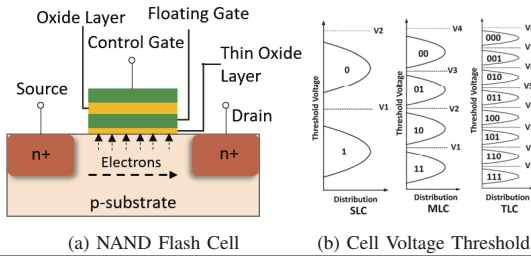 Oxide Layer
Floating Gate
Control Gate
Thin Oxide
Layer
Source
Drain
n+
n+
Electrons
p-substrate
(a) NAND Flash Cell
Threshold Voltage
V2
0
V1
1
Distribution
SLC
Threshold Voltage
V4
00
V3
01
V2
10
V1
11
Distribution
MLC
Threshold Voltage
000
001
010
011
100
101
110
111
Distribution
TLC
(b) Cell Voltage Threshold